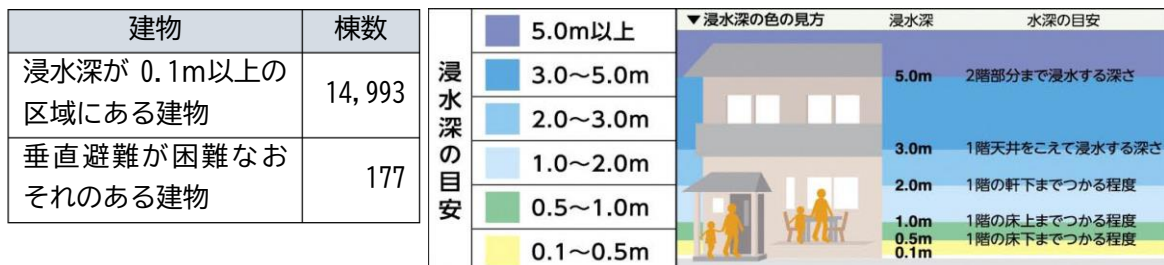 建物 棟数
浸水深が 0.1m以上の
区域にある建物
14,993
垂直避難が困難なお
それのある建物
177
浸水深の目安
5.0m以上
3.0～5.0m
2.0～3.0m
1.0～2.0m
0.5～1.0m
0.1～0.5m
▼浸水深の色の見方 浸水深 水深の目安
5.0m 2階部分まで浸水する深さ
3.0m 1階天井をこえて浸水する深さ
2.0m 1階の軒下までつかる程度
1.0m 1階の床上までつかる程度
0.5m 1階の床下までつかる程度
0.1m